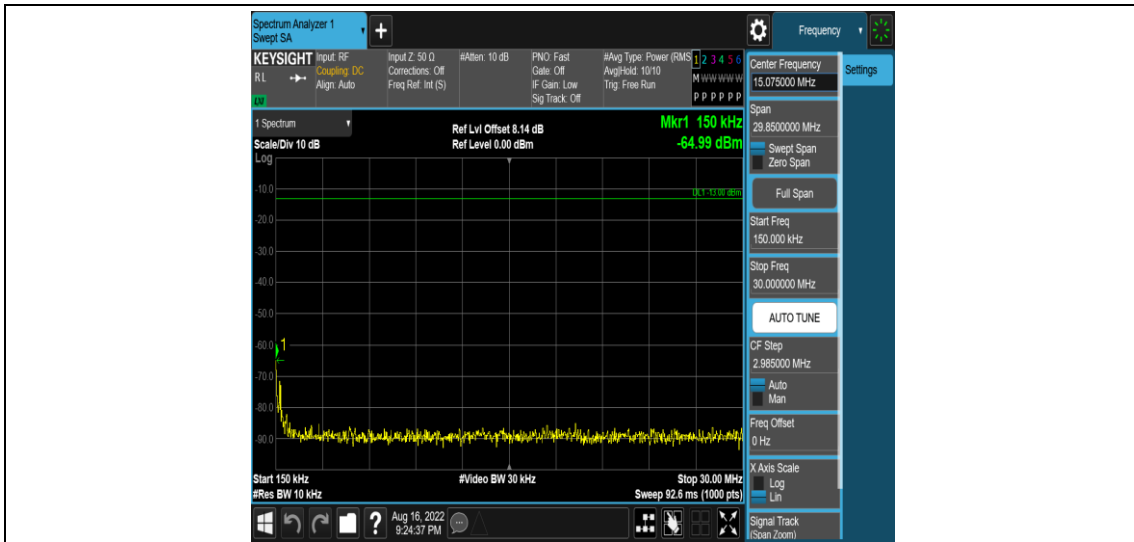 Spectrum Analyzer 1
Swept SA
Frequency
KEYSIGHT
RL
LXI
Input: RF
Coupling: DC
Align: Auto
Input Z: 50 Ω
Corrections: Off
Freq Ref: Int (S)
#Atten: 10 dB
PNO: Fast
Gate: Off
IF Gain: Low
Sig Track: Off
#Avg Type: Power (RMS
Avg|Hold: 10/10
Trig: Free Run
1 2 3 4 5 6
M W W W W W
P P P P P P
1 Spectrum
Scale/Div 10 dB
Ref Lvl Offset 8.14 dB
Ref Level 0.00 dBm
Mkr1 150 kHz
-64.99 dBm
Log
DL1 -13.00 dBm
-10.0
-20.0
-30.0
-40.0
-50.0
-60.0
1
-70.0
-80.0
-90.0
Start 150 kHz
#Res BW 10 kHz
#Video BW 30 kHz
Stop 30.00 MHz
Sweep 92.6 ms (1000 pts)
?
Aug 16, 2022
9:24:37 PM
Center Frequency
15.075000 MHz
Settings
Span
29.8500000 MHz
Swept Span
Zero Span
Full Span
Start Freq
150.000 kHz
Stop Freq
30.000000 MHz
AUTO TUNE
CF Step
2.985000 MHz
Auto
Man
Freq Offset
0 Hz
X Axis Scale
Log
Lin
Signal Track
(Span Zoom)